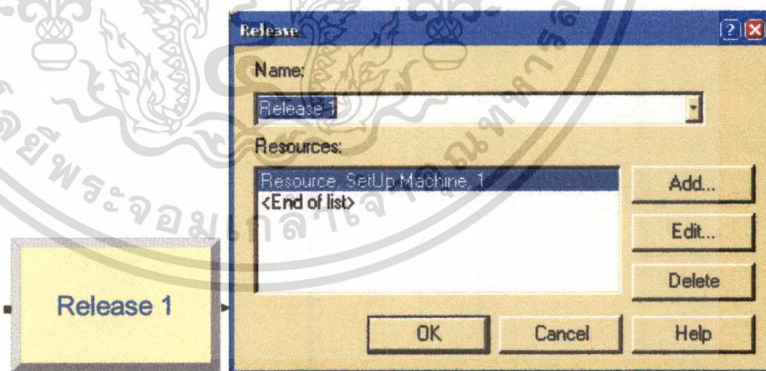 Release
Name:
Release 1
Resources:
Resource, SetUp Machine, 1
<End of list>
Add...
Edit...
Delete
OK
Cancel
Help
Release 1